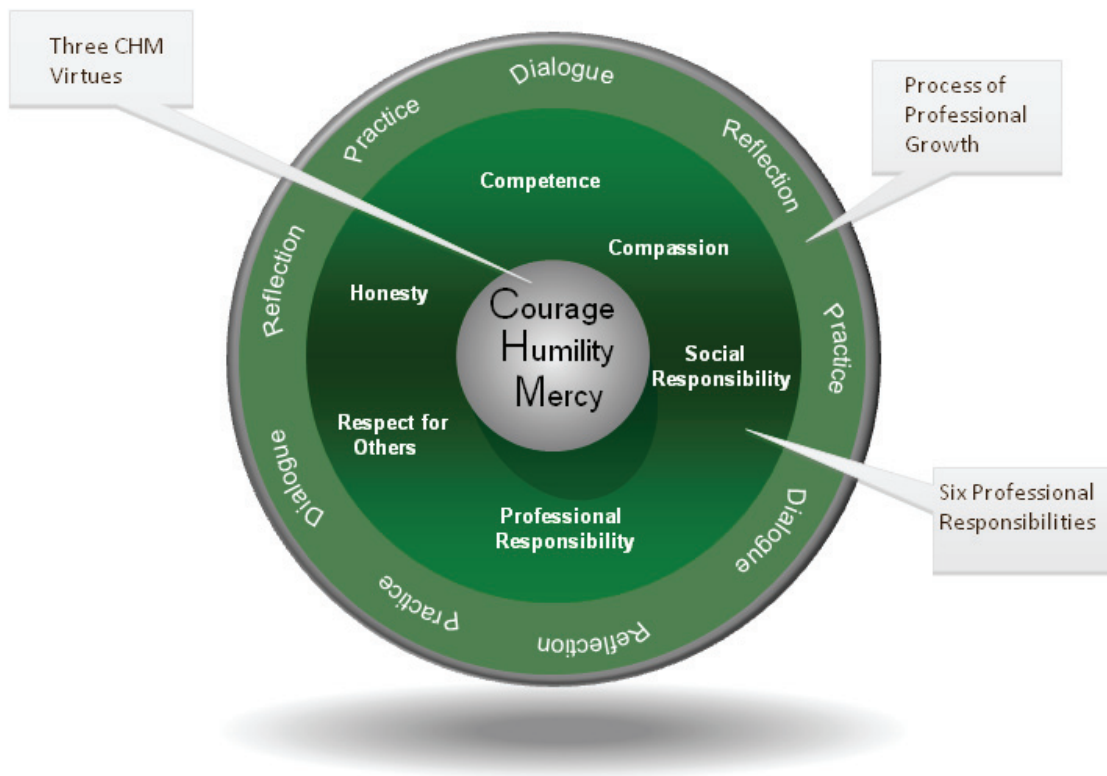 Three CHM
Virtues
Process of
Professional
Growth
Six Professional
Responsibilities
Dialogue
Reflection
Practice
Dialogue
Reflection
Practice
Dialogue
Reflection
Practice
Competence
Compassion
Social
Responsibility
Professional
Responsibility
Respect for
Others
Honesty
Courage
Humility
Mercy